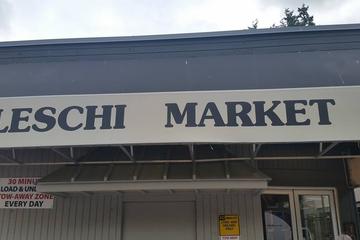 LESCHI MARKET
30 MINU
LOAD & UNL
TOW-AWAY ZONE
EVERY DAY